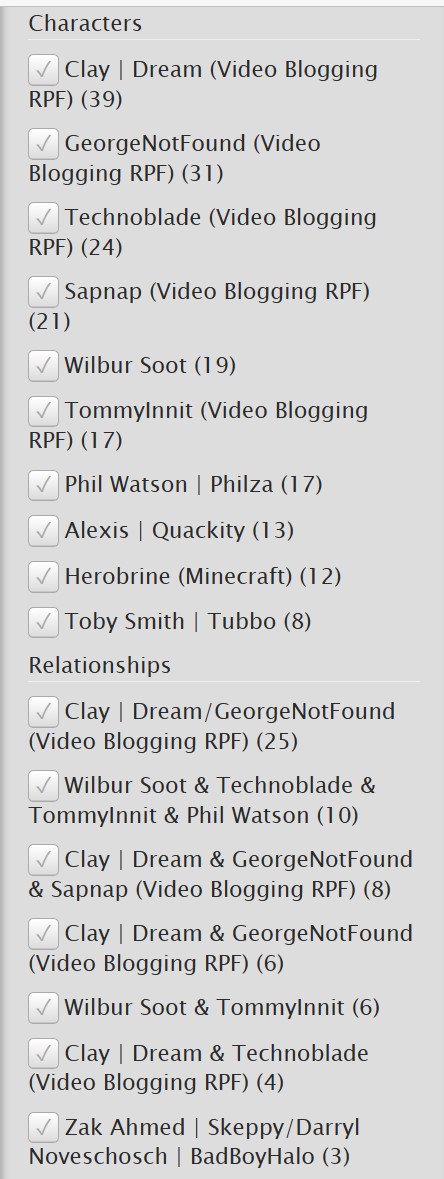 Characters
Clay | Dream (Video Blogging
RPF) (39)
GeorgeNotFound (Video
Blogging RPF) (31)
Technoblade (Video Blogging
RPF) (24)
Sapnap (Video Blogging RPF)
(21)
Wilbur Soot (19)
TommyInnit (Video Blogging
RPF) (17)
Phil Watson | Philza (17)
Alexis | Quackity (13)
Herobrine (Minecraft) (12)
Toby Smith | Tubbo (8)
Relationships
Clay | Dream/GeorgeNotFound
(Video Blogging RPF) (25)
Wilbur Soot & Technoblade &
TommyInnit & Phil Watson (10)
Clay | Dream & GeorgeNotFound
& Sapnap (Video Blogging RPF) (8)
Clay | Dream & GeorgeNotFound
(Video Blogging RPF) (6)
Wilbur Soot & TommyInnit (6)
Clay | Dream & Technoblade
(Video Blogging RPF) (4)
Zak Ahmed | Skeppy/Darryl
Noveschosch | BadBoyHalo (3)